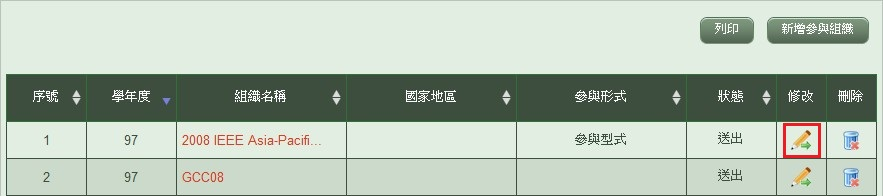 列印 新增參與組織
序號 學年度 組織名稱 國家地區 參與形式 狀態 修改 刪除
1 97 2008 IEEE Asia-Pacifi... 參與型式 送出
2 97 GCC08 送出